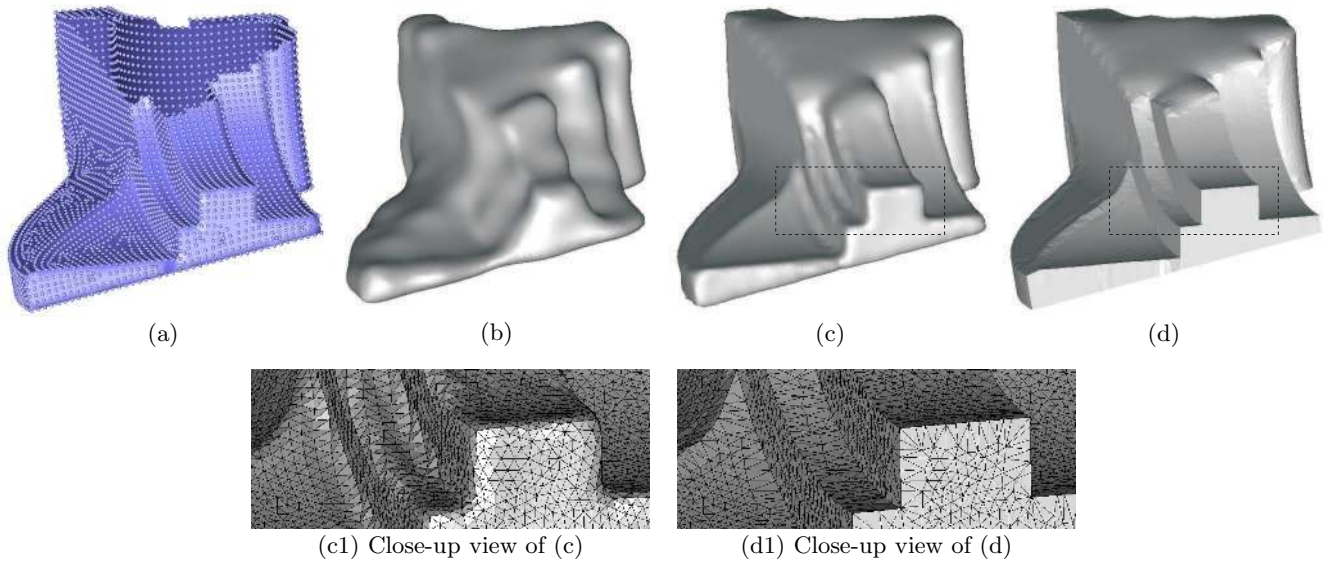 (a)
(b)
(c)
(d)
(c1) Close-up view of (c)
(d1) Close-up view of (d)